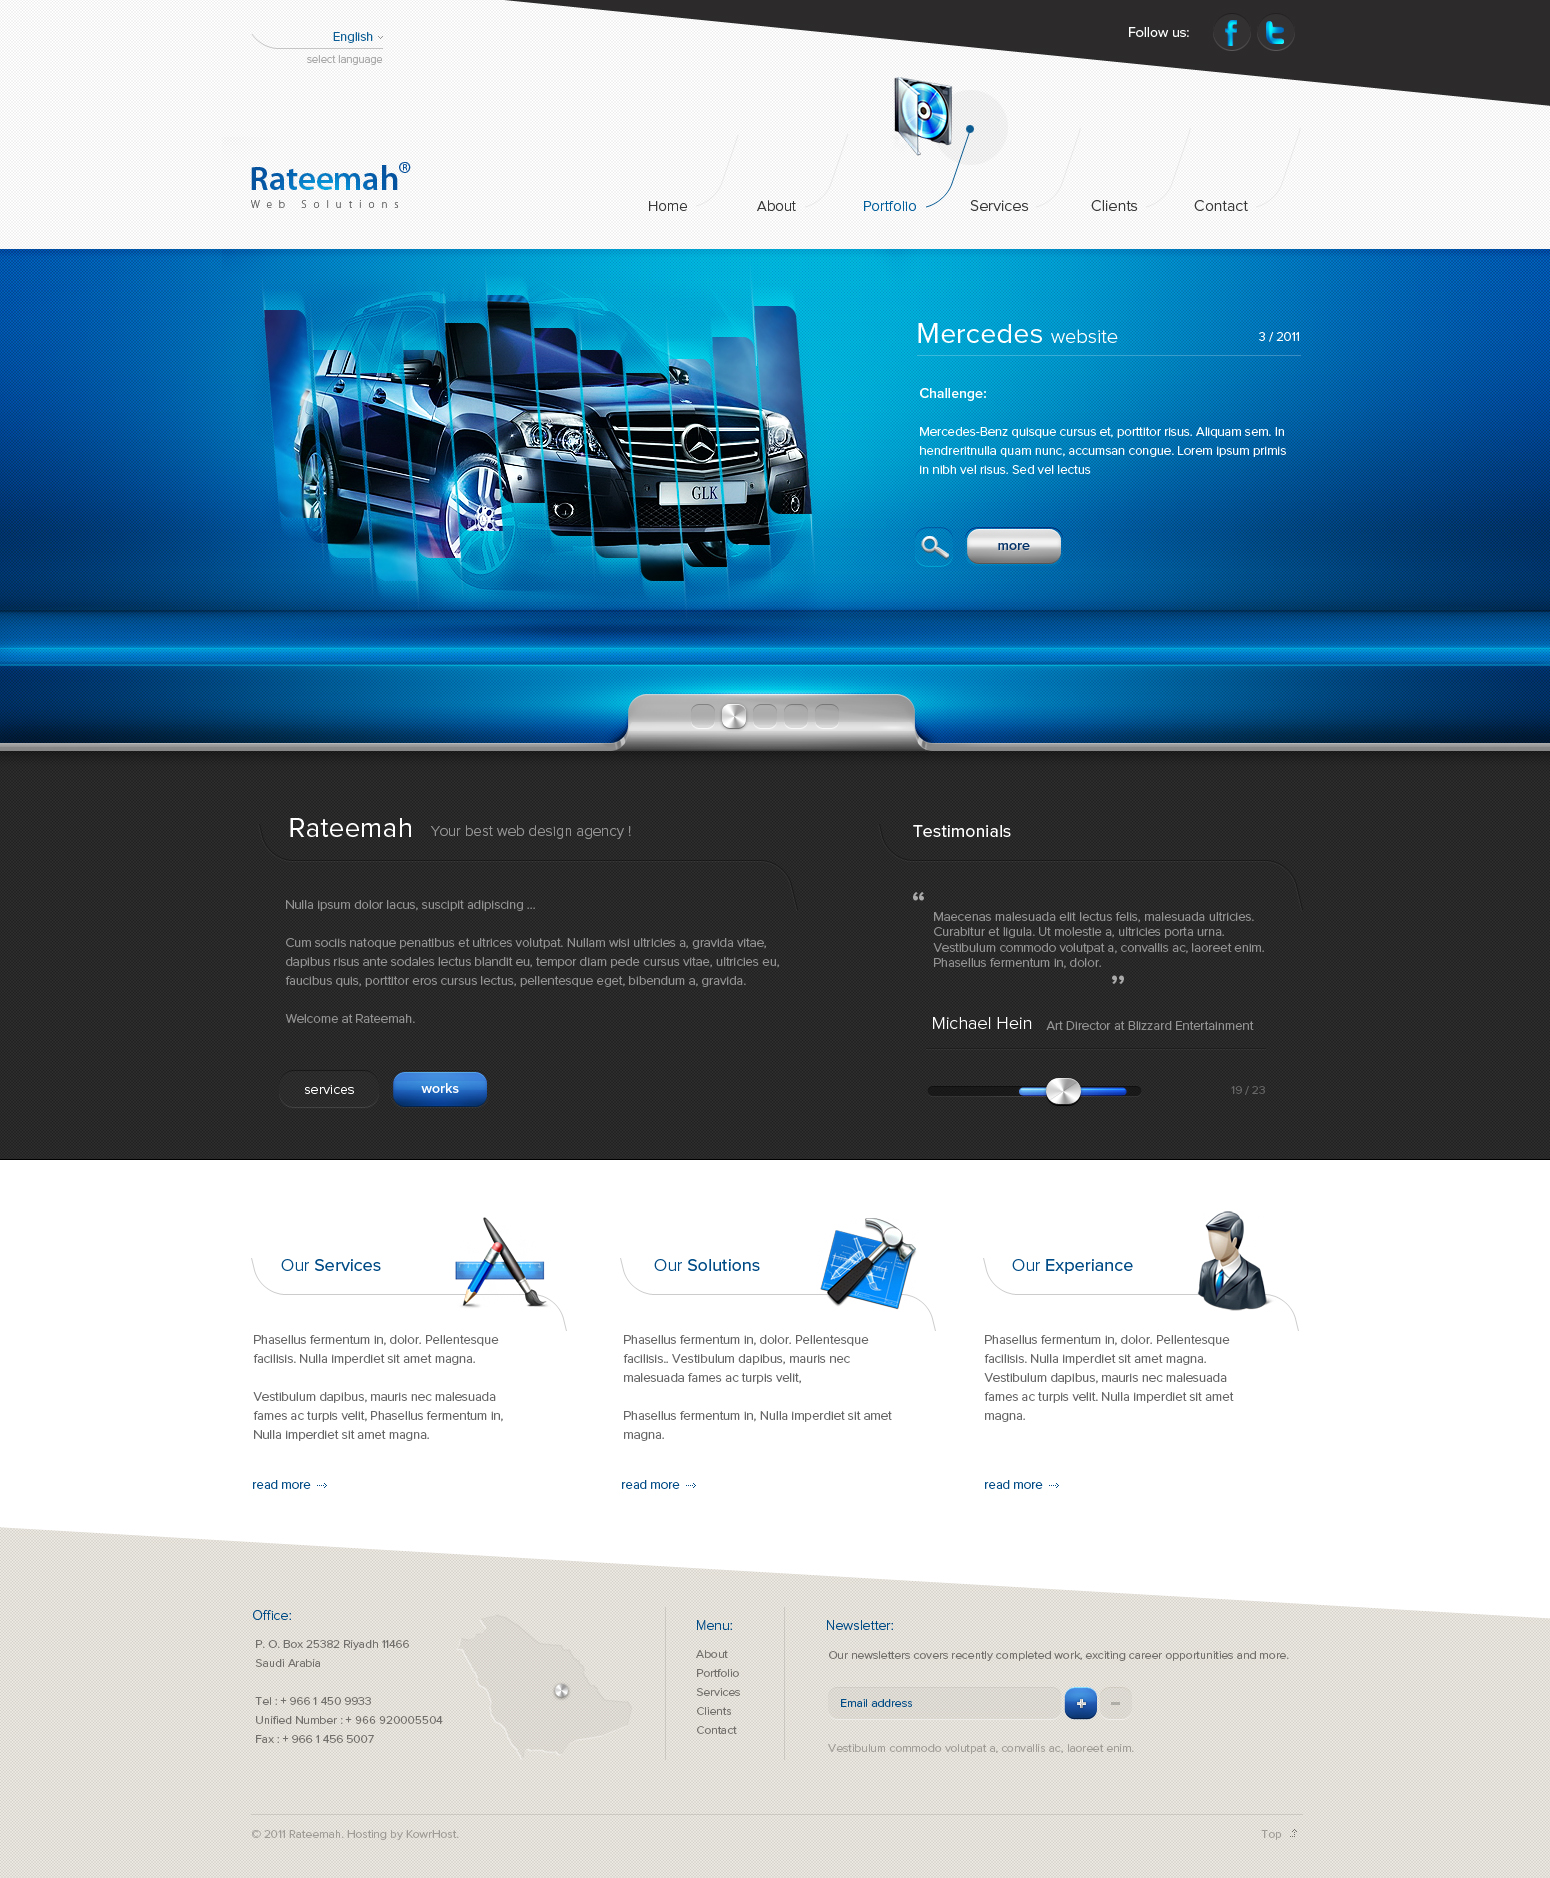 English
select language
Follow us:
Rateemah®
Web Solutions
Home
About
Portfolio
Services
Clients
Contact
Mercedes website
3 / 2011
Challenge:
Mercedes-Benz quisque cursus et, porttitor risus. Aliquam sem. In
hendreritnulla quam nunc, accumsan congue. Lorem ipsum primis
in nibh vel risus. Sed vel lectus
GLK
more
Rateemah Your best web design agency !
Nulla ipsum dolor lacus, suscipit adipiscing ...
Cum sociis natoque penatibus et ultrices volutpat. Nullam wisi ultricies a, gravida vitae,
dapibus risus ante sodales lectus blandit eu, tempor diam pede cursus vitae, ultricies eu,
faucibus quis, porttitor eros cursus lectus, pellentesque eget, bibendum a, gravida.
Welcome at Rateemah.
services
works
Testimonials
“
Maecenas malesuada elit lectus felis, malesuada ultricies.
Curabitur et ligula. Ut molestie a, ultricies porta urna.
Vestibulum commodo volutpat a, convallis ac, laoreet enim.
Phasellus fermentum in, dolor.
”
Michael Hein Art Director at Blizzard Entertainment
19 / 23
Our Services
Phasellus fermentum in, dolor. Pellentesque
facilisis. Nulla imperdiet sit amet magna.
Vestibulum dapibus, mauris nec malesuada
fames ac turpis velit, Phasellus fermentum in,
Nulla imperdiet sit amet magna.
read more
Our Solutions
Phasellus fermentum in, dolor. Pellentesque
facilisis.. Vestibulum dapibus, mauris nec
malesuada fames ac turpis velit,
Phasellus fermentum in, Nulla imperdiet sit amet
magna.
read more
Our Experiance
Phasellus fermentum in, dolor. Pellentesque
facilisis. Nulla imperdiet sit amet magna.
Vestibulum dapibus, mauris nec malesuada
fames ac turpis velit. Nulla imperdiet sit amet
magna.
read more
Office:
P. O. Box 25382 Riyadh 11466
Saudi Arabia
Tel : + 966 1 450 9933
Unified Number : + 966 920005504
Fax : + 966 1 456 5007
Menu:
About
Portfolio
Services
Clients
Contact
Newsletter:
Our newsletters covers recently completed work, exciting career opportunities and more.
Email address
Vestibulum commodo volutpat a, convallis ac, laoreet enim.
© 2011 Rateemah. Hosting by KowrHost.
Top